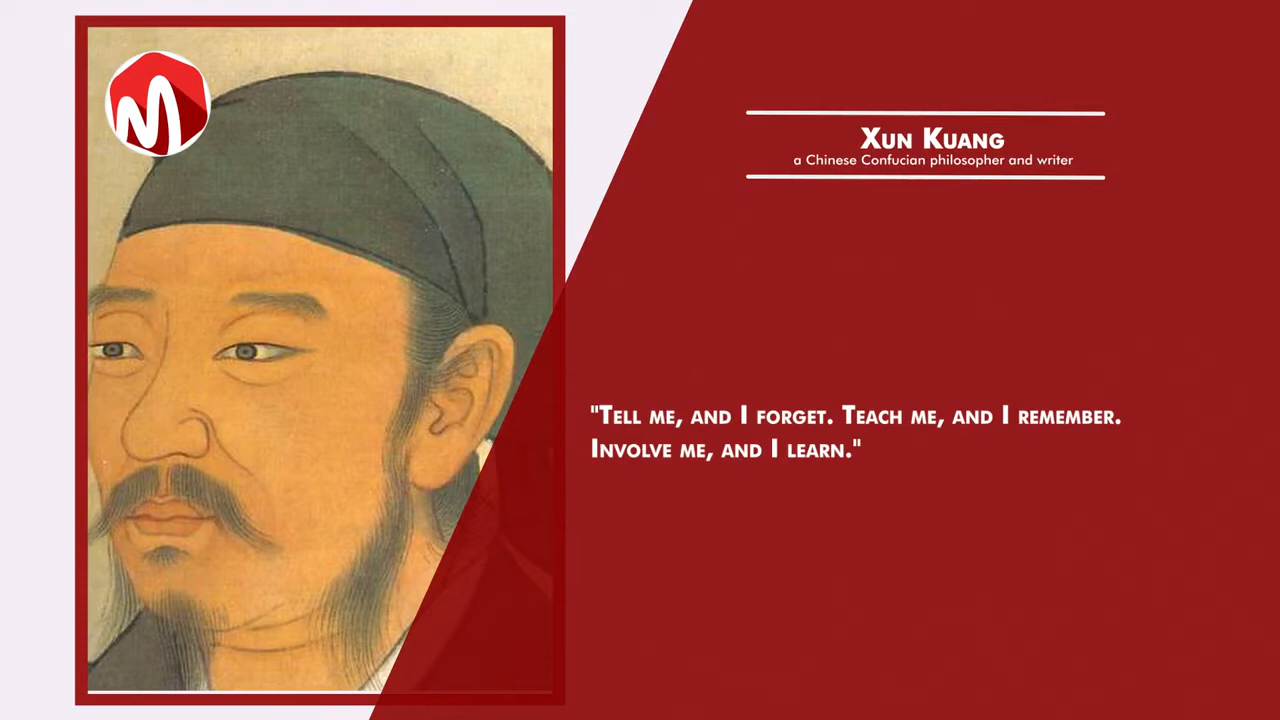 M
Xun Kuang
a Chinese Confucian philosopher and writer
"Tell me, and I forget. Teach me, and I remember.
Involve me, and I learn."